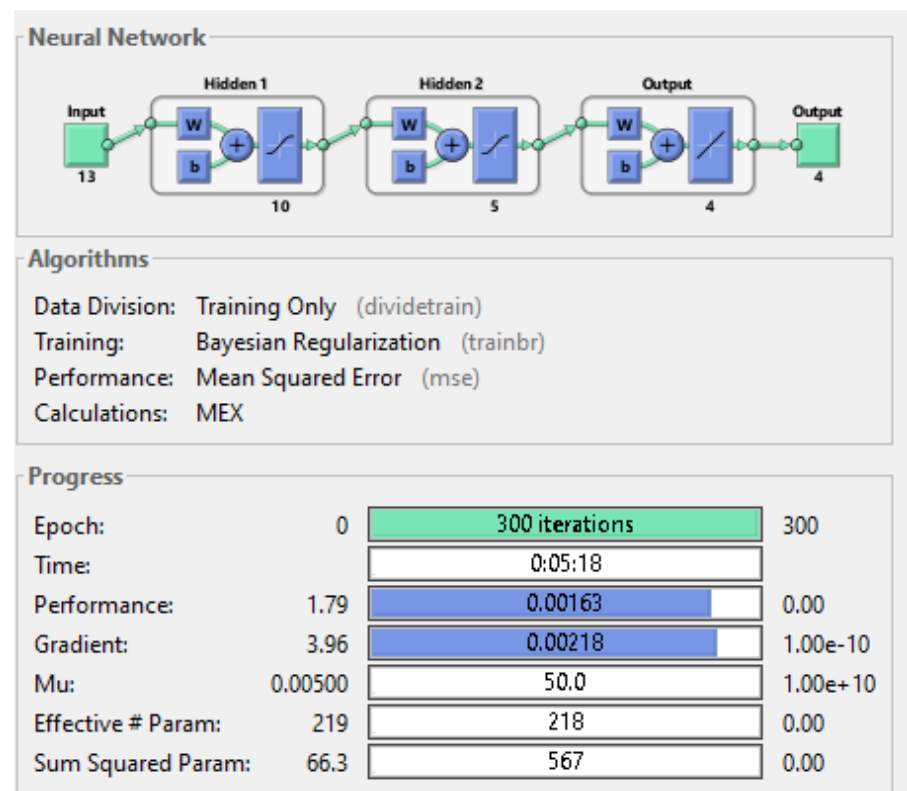 Neural Network
Hidden 1 Hidden 2 Output
Input Output
W W W
b b b
13 4
10 5 4
Algorithms
Data Division: Training Only (dividetrain)
Training: Bayesian Regularization (trainbr)
Performance: Mean Squared Error (mse)
Calculations: MEX
Progress
Epoch: 0 300 iterations 300
Time: 0:05:18
Performance: 1.79 0.00163 0.00
Gradient: 3.96 0.00218 1.00e-10
Mu: 0.00500 50.0 1.00e+10
Effective # Param: 219 218 0.00
Sum Squared Param: 66.3 567 0.00